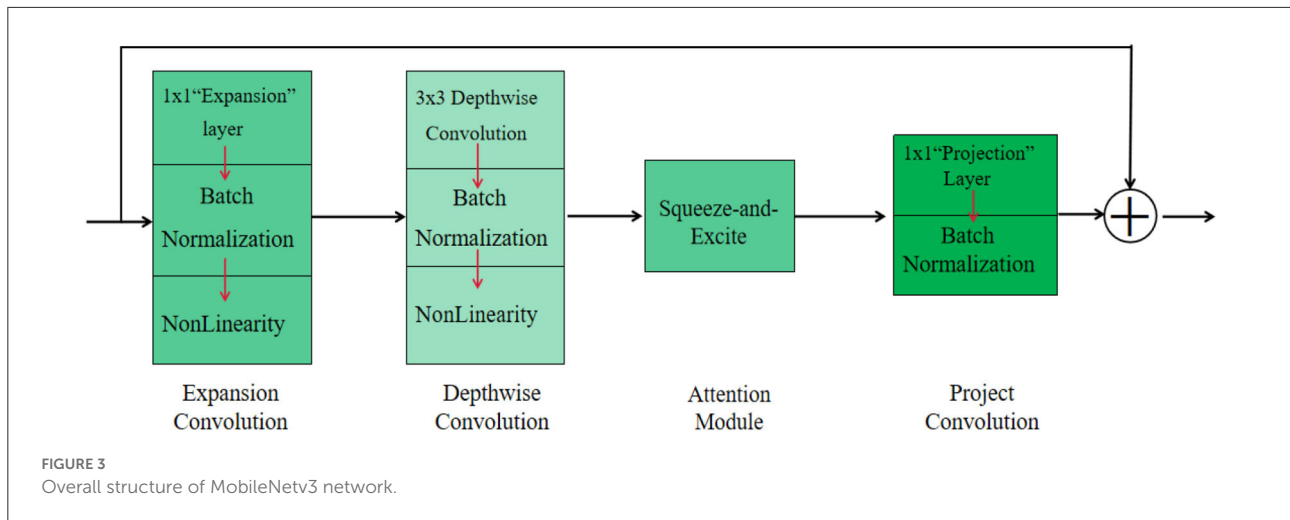 1x1“Expansion”
layer
Batch
Normalization
NonLinearity
Expansion
Convolution
3x3 Depthwise
Convolution
Batch
Normalization
NonLinearity
Depthwise
Convolution
Squeeze-and-
Excite
Attention
Module
1x1“Projection”
Layer
Batch
Normalization
Project
Convolution
FIGURE 3
Overall structure of MobileNetv3 network.